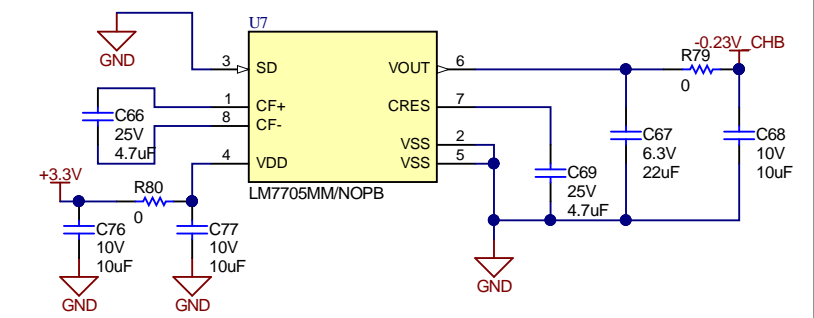 U7
-0.23V_CHB
GND
3
SD
VOUT
6
R79
0
1
CF+
CRES
7
C66
25V
4.7uF
8
CF-
VSS
2
C67
6.3V
22uF
C68
10V
10uF
4
VDD
VSS
5
C69
25V
4.7uF
+3.3V
R80
0
LM7705MM/NOPB
C76
10V
10uF
C77
10V
10uF
GND
GND
GND